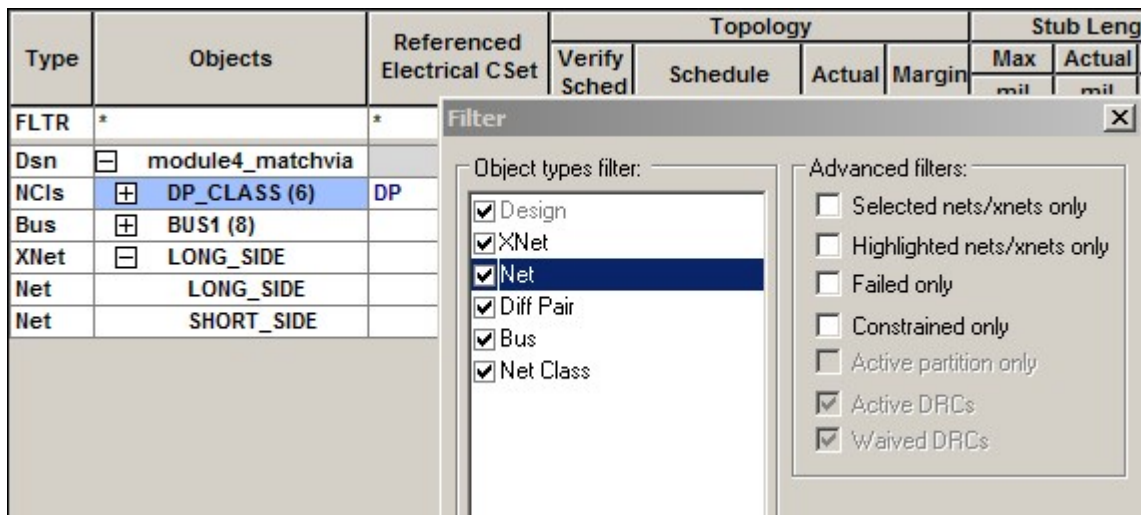 Type Objects Referenced Electrical CSet Topology Stub Leng
Verify Sched Schedule Actual Margin Max Actual
mil mil
FLTR * *
Dsn module4_matchvia
NCls DP_CLASS (6) DP
Bus BUS1 (8)
XNet LONG_SIDE
Net LONG_SIDE
Net SHORT_SIDE
Filter
Object types filter:
Design
XNet
Net
Diff Pair
Bus
Net Class
Advanced filters:
Selected nets/xnets only
Highlighted nets/xnets only
Failed only
Constrained only
Active partition only
Active DRCs
Waived DRCs